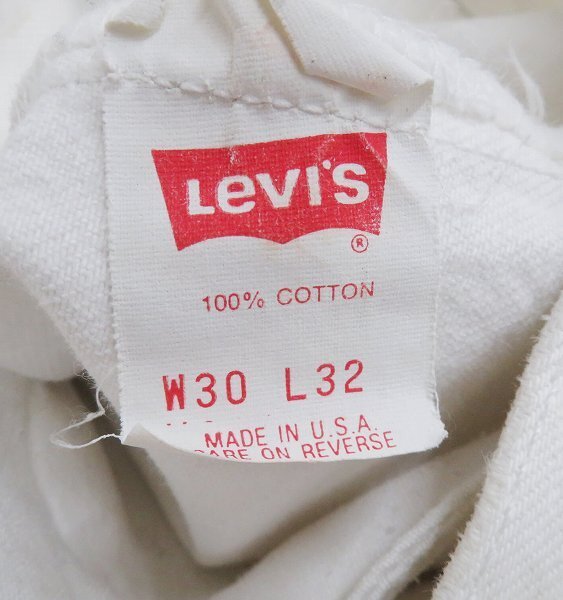 LeVI'S
®
100% COTTON
W30 L32
MADE IN U.S.A.
CARE ON REVERSE